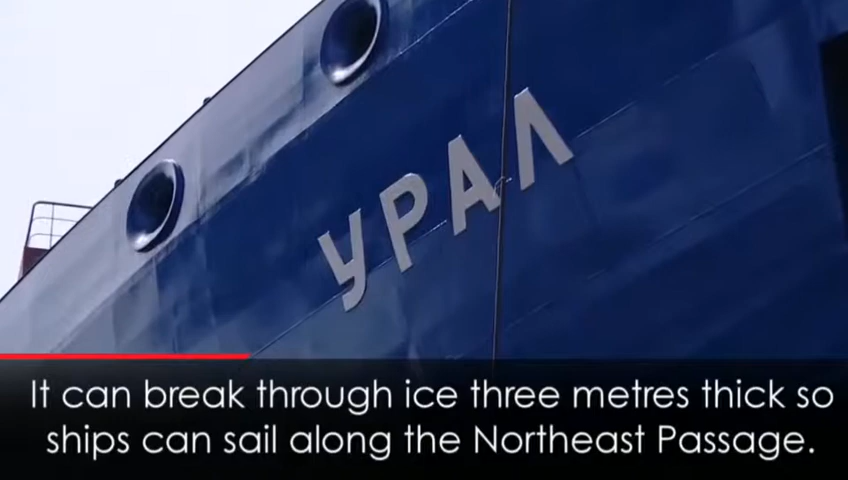 УРАЛ
It can break through ice three metres thick so
ships can sail along the Northeast Passage.